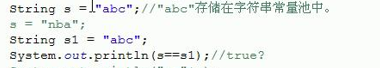 String s = "abc";//"abc"存储在字符串常量池中。
s = "nba";
String s1 = "abc";
System.out.println(s==s1);//true?